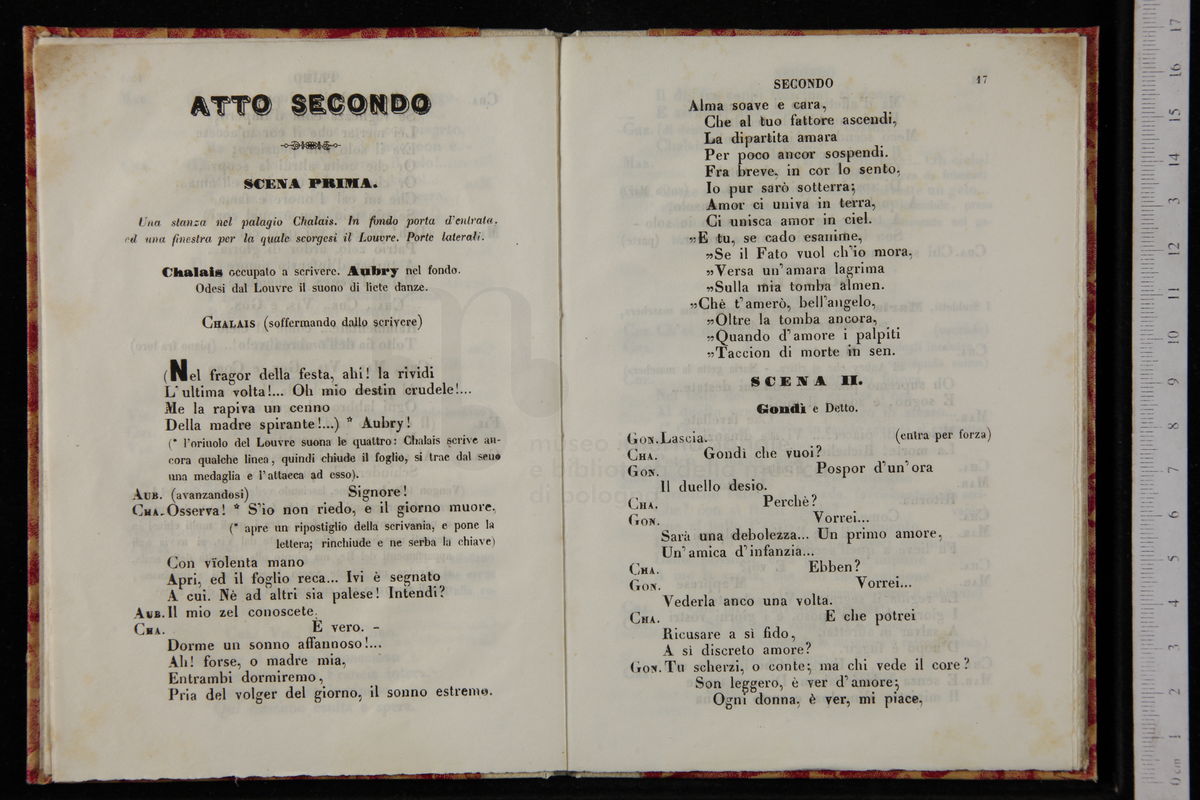 ATTO SECONDO
SCENA PRIMA.
Una stanza nel palagio Chalais. In fondo porta d'entrata,
ed una finestra per la quale scorgesi il Louvre. Porte laterali.
Chalais occupato a scrivere. Aubry nel fondo.
Odesi dal Louvre il suono di liete danze.
CHALAIS (soffermando dallo scrivere)
(Nel fragor della festa, ahi! la rividi
L'ultima volta!... Oh mio destin crudele!...
Me la rapiva un cenno
Della madre spirante!...) * Aubry!
(* l'oriuolo del Louvre suona le quattro: Chalais scrive an-
cora qualche linea, quindi chiude il foglio, si trae dal seno
una medaglia e l'attacca ad esso).
AUB. (avanzandosi) Signore!
CHA. Osserva! * S'io non riedo, e il giorno muore,
(* apre un ripostiglio della scrivania, e pone la
lettera; rinchiude e ne serba la chiave)
Con vïolenta mano
Apri, ed il foglio reca... Ivi è segnato
A cui. Nè ad altri sia palese! Intendi?
AUB. Il mio zel conoscete.
CHA. È vero. -
Dorme un sonno affannoso!...
Ah! forse, o madre mia,
Entrambi dormiremo,
Pria del volger del giorno, il sonno estremo.
SECONDO 17
Alma soave e cara,
Che al tuo fattore ascendi,
La dipartita amara
Per poco ancor sospendi.
Fra breve, in cor lo sento,
Io pur sarò sotterra;
Amor ci univa in terra,
Ci unisca amor in ciel.
»E tu, se cado esanime,
»Se il Fato vuol ch'io mora,
»Versa un'amara lagrima
»Sulla mia tomba almen.
»Chè t'amerò, bell'angelo,
»Oltre la tomba ancora,
»Quando d'amore i palpiti
»Taccion di morte in sen.
SCENA II.
Gondì e Detto.
GON. Lascia. (entra per forza)
CHA. Gondì che vuoi?
GON. Pospor d'un'ora
Il duello desio.
CHA. Perchè?
GON. Vorrei...
Sarà una debolezza... Un primo amore,
Un'amica d'infanzia...
CHA. Ebben?
GON. Vorrei...
Vederla anco una volta.
CHA. E che potrei
Ricusare a sì fido,
A sì discreto amore?
GON. Tu scherzi, o conte; ma chi vede il core?
Son leggero, è ver d'amore;
Ogni donna, è ver, mi piace,